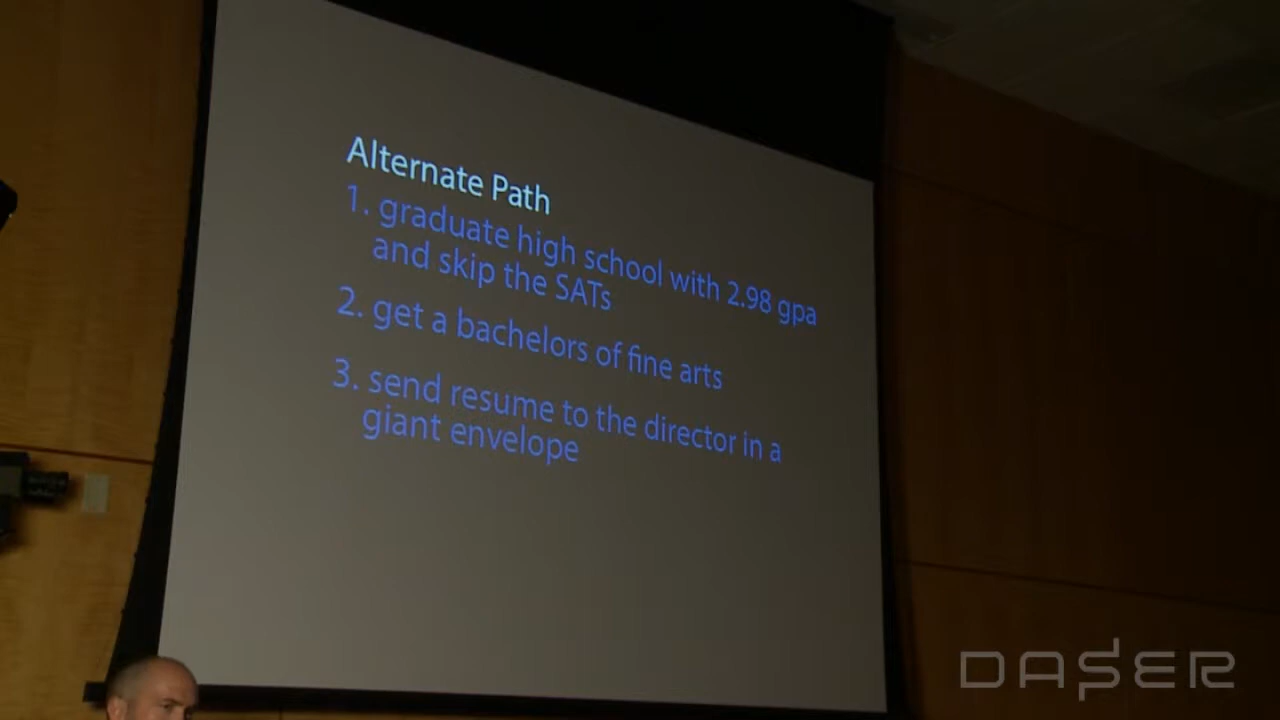 Alternate Path
1. graduate high school with 2.98 gpa
and skip the SATs
2. get a bachelors of fine arts
3. send resume to the director in a
giant envelope
DASER